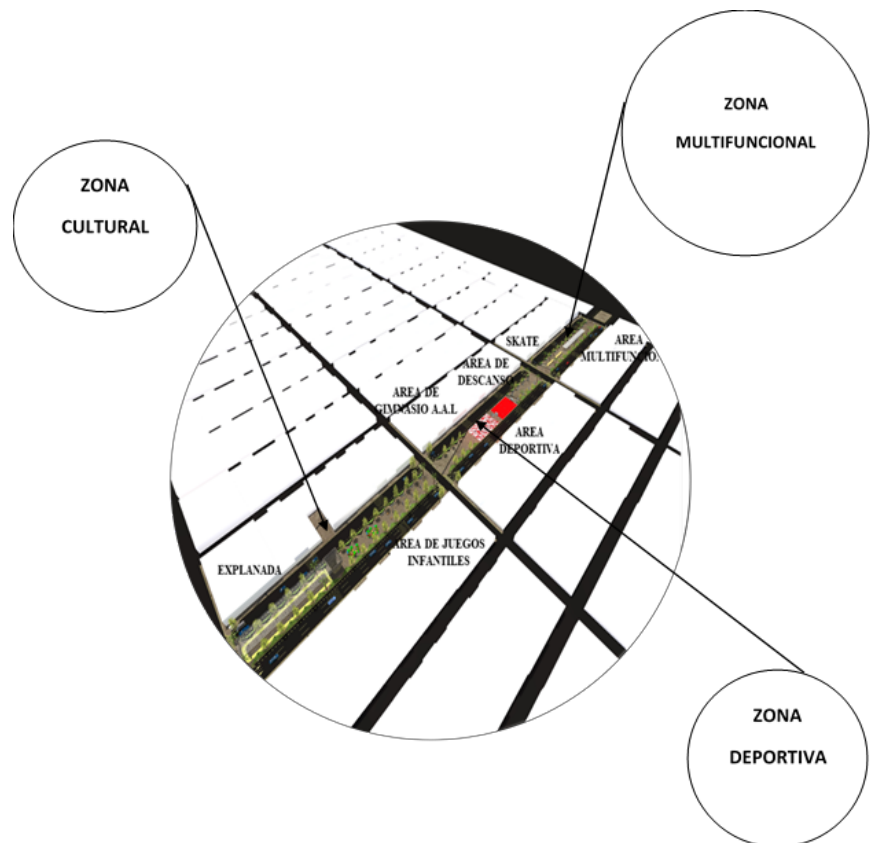 ZONA
MULTIFUNCIONAL
ZONA
CULTURAL
SKATE
AREA
MULTIFUNCIO
AREA DE
DESCANSO
AREA DE
GIMNASIO A.A.L
AREA
DEPORTIVA
AREA DE JUEGOS
INFANTILES
EXPLANADA
ZONA
DEPORTIVA